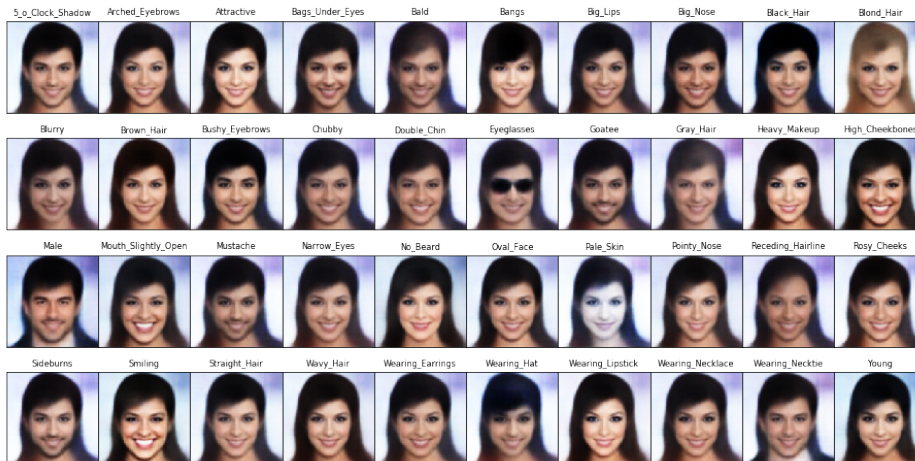 5_o_Clock_Shadow Arched_Eyebrows Attractive Bags_Under_Eyes Bald Bangs Big_Lips Big_Nose Black_Hair Blond_Hair
Blurry Brown_Hair Bushy_Eyebrows Chubby Double_Chin Eyeglasses Goatee Gray_Hair Heavy_Makeup High_Cheekbones
Male Mouth_Slightly_Open Mustache Narrow_Eyes No_Beard Oval_Face Pale_Skin Pointy_Nose Receding_Hairline Rosy_Cheeks
Sideburns Smiling Straight_Hair Wavy_Hair Wearing_Earrings Wearing_Hat Wearing_Lipstick Wearing_Necklace Wearing_Necktie Young